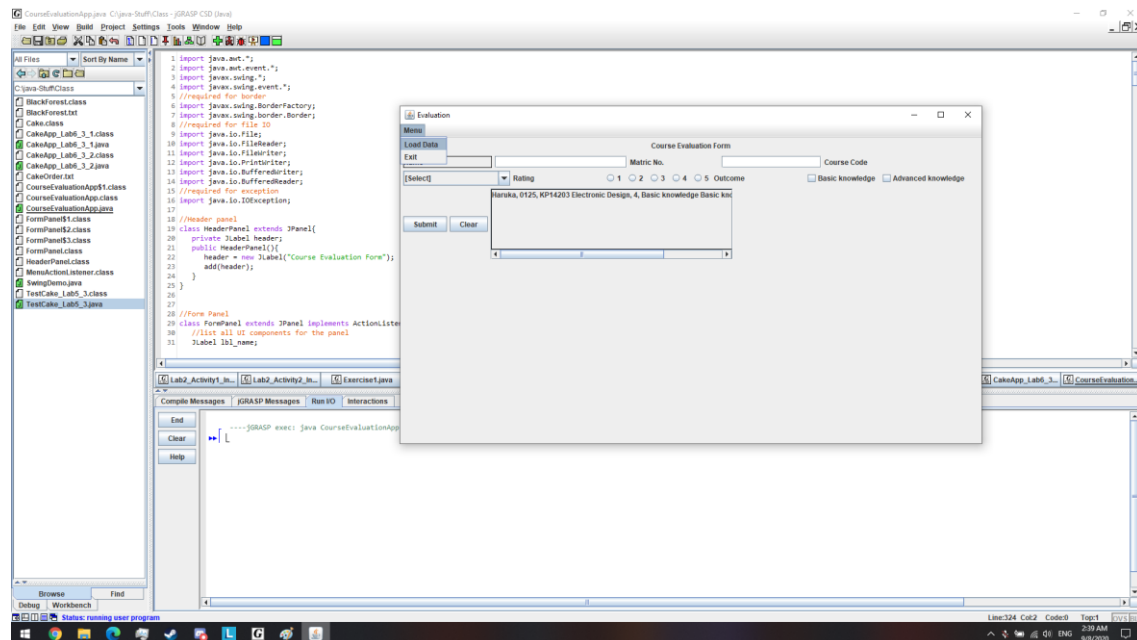 CourseEvaluationApp.java C:\java-Stuff\Class - jGRASP CSD (Java)
File Edit View Build Project Settings Tools Window Help
All Files Sort By Name
C:\java-Stuff\Class
BlackForest.class
BlackForest.txt
Cake.class
CakeApp_Lab6_3_1.class
CakeApp_Lab6_3_1.java
CakeApp_Lab6_3_2.class
CakeApp_Lab6_3_2.java
CakeOrder.txt
CourseEvaluationApp$1.class
CourseEvaluationApp.class
CourseEvaluationApp.java
FormPanel$1.class
FormPanel$2.class
FormPanel$3.class
FormPanel.class
HeaderPanel.class
MenuActionListener.class
SwingDemo.java
TestCake_Lab5_3.class
TestCake_Lab5_3.java
Browse Find
Debug Workbench
1 import java.awt.*;
2 import java.awt.event.*;
3 import javax.swing.*;
4 import javax.swing.event.*;
5 //required for border
6 import javax.swing.BorderFactory;
7 import javax.swing.border.Border;
8 //required for file IO
9 import java.io.File;
10 import java.io.FileReader;
11 import java.io.FileWriter;
12 import java.io.PrintWriter;
13 import java.io.BufferedWriter;
14 import java.io.BufferedReader;
15 //required for exception
16 import java.io.IOException;
17
18 //Header panel
19 class HeaderPanel extends JPanel{
20 private JLabel header;
21 public HeaderPanel(){
22 header = new JLabel("Course Evaluation Form");
23 add(header);
24 }
25 }
26
27
28 //Form Panel
29 class FormPanel extends JPanel implements ActionListe
30 //list all UI components for the panel
31 JLabel lbl_name;
Evaluation
Menu
Load Data
Exit
Course Evaluation Form
Matric No. Course Code
[Select] Rating 1 2 3 4 5 Outcome Basic knowledge Advanced knowledge
Haruka, 0125, KP14203 Electronic Design, 4, Basic knowledge Basic kno
Submit Clear
Lab2_Activity1_In... Lab2_Activity2_In... Exercise1.java CakeApp_Lab6_3... CourseEvaluation...
Compile Messages jGRASP Messages Run I/O Interactions
End
Clear
Help
----jGRASP exec: java CourseEvaluationApp
Status: running user program
Line:324 Col:2 Code:0 Top:1 OVS
ENG
2:39 AM
9/8/2020